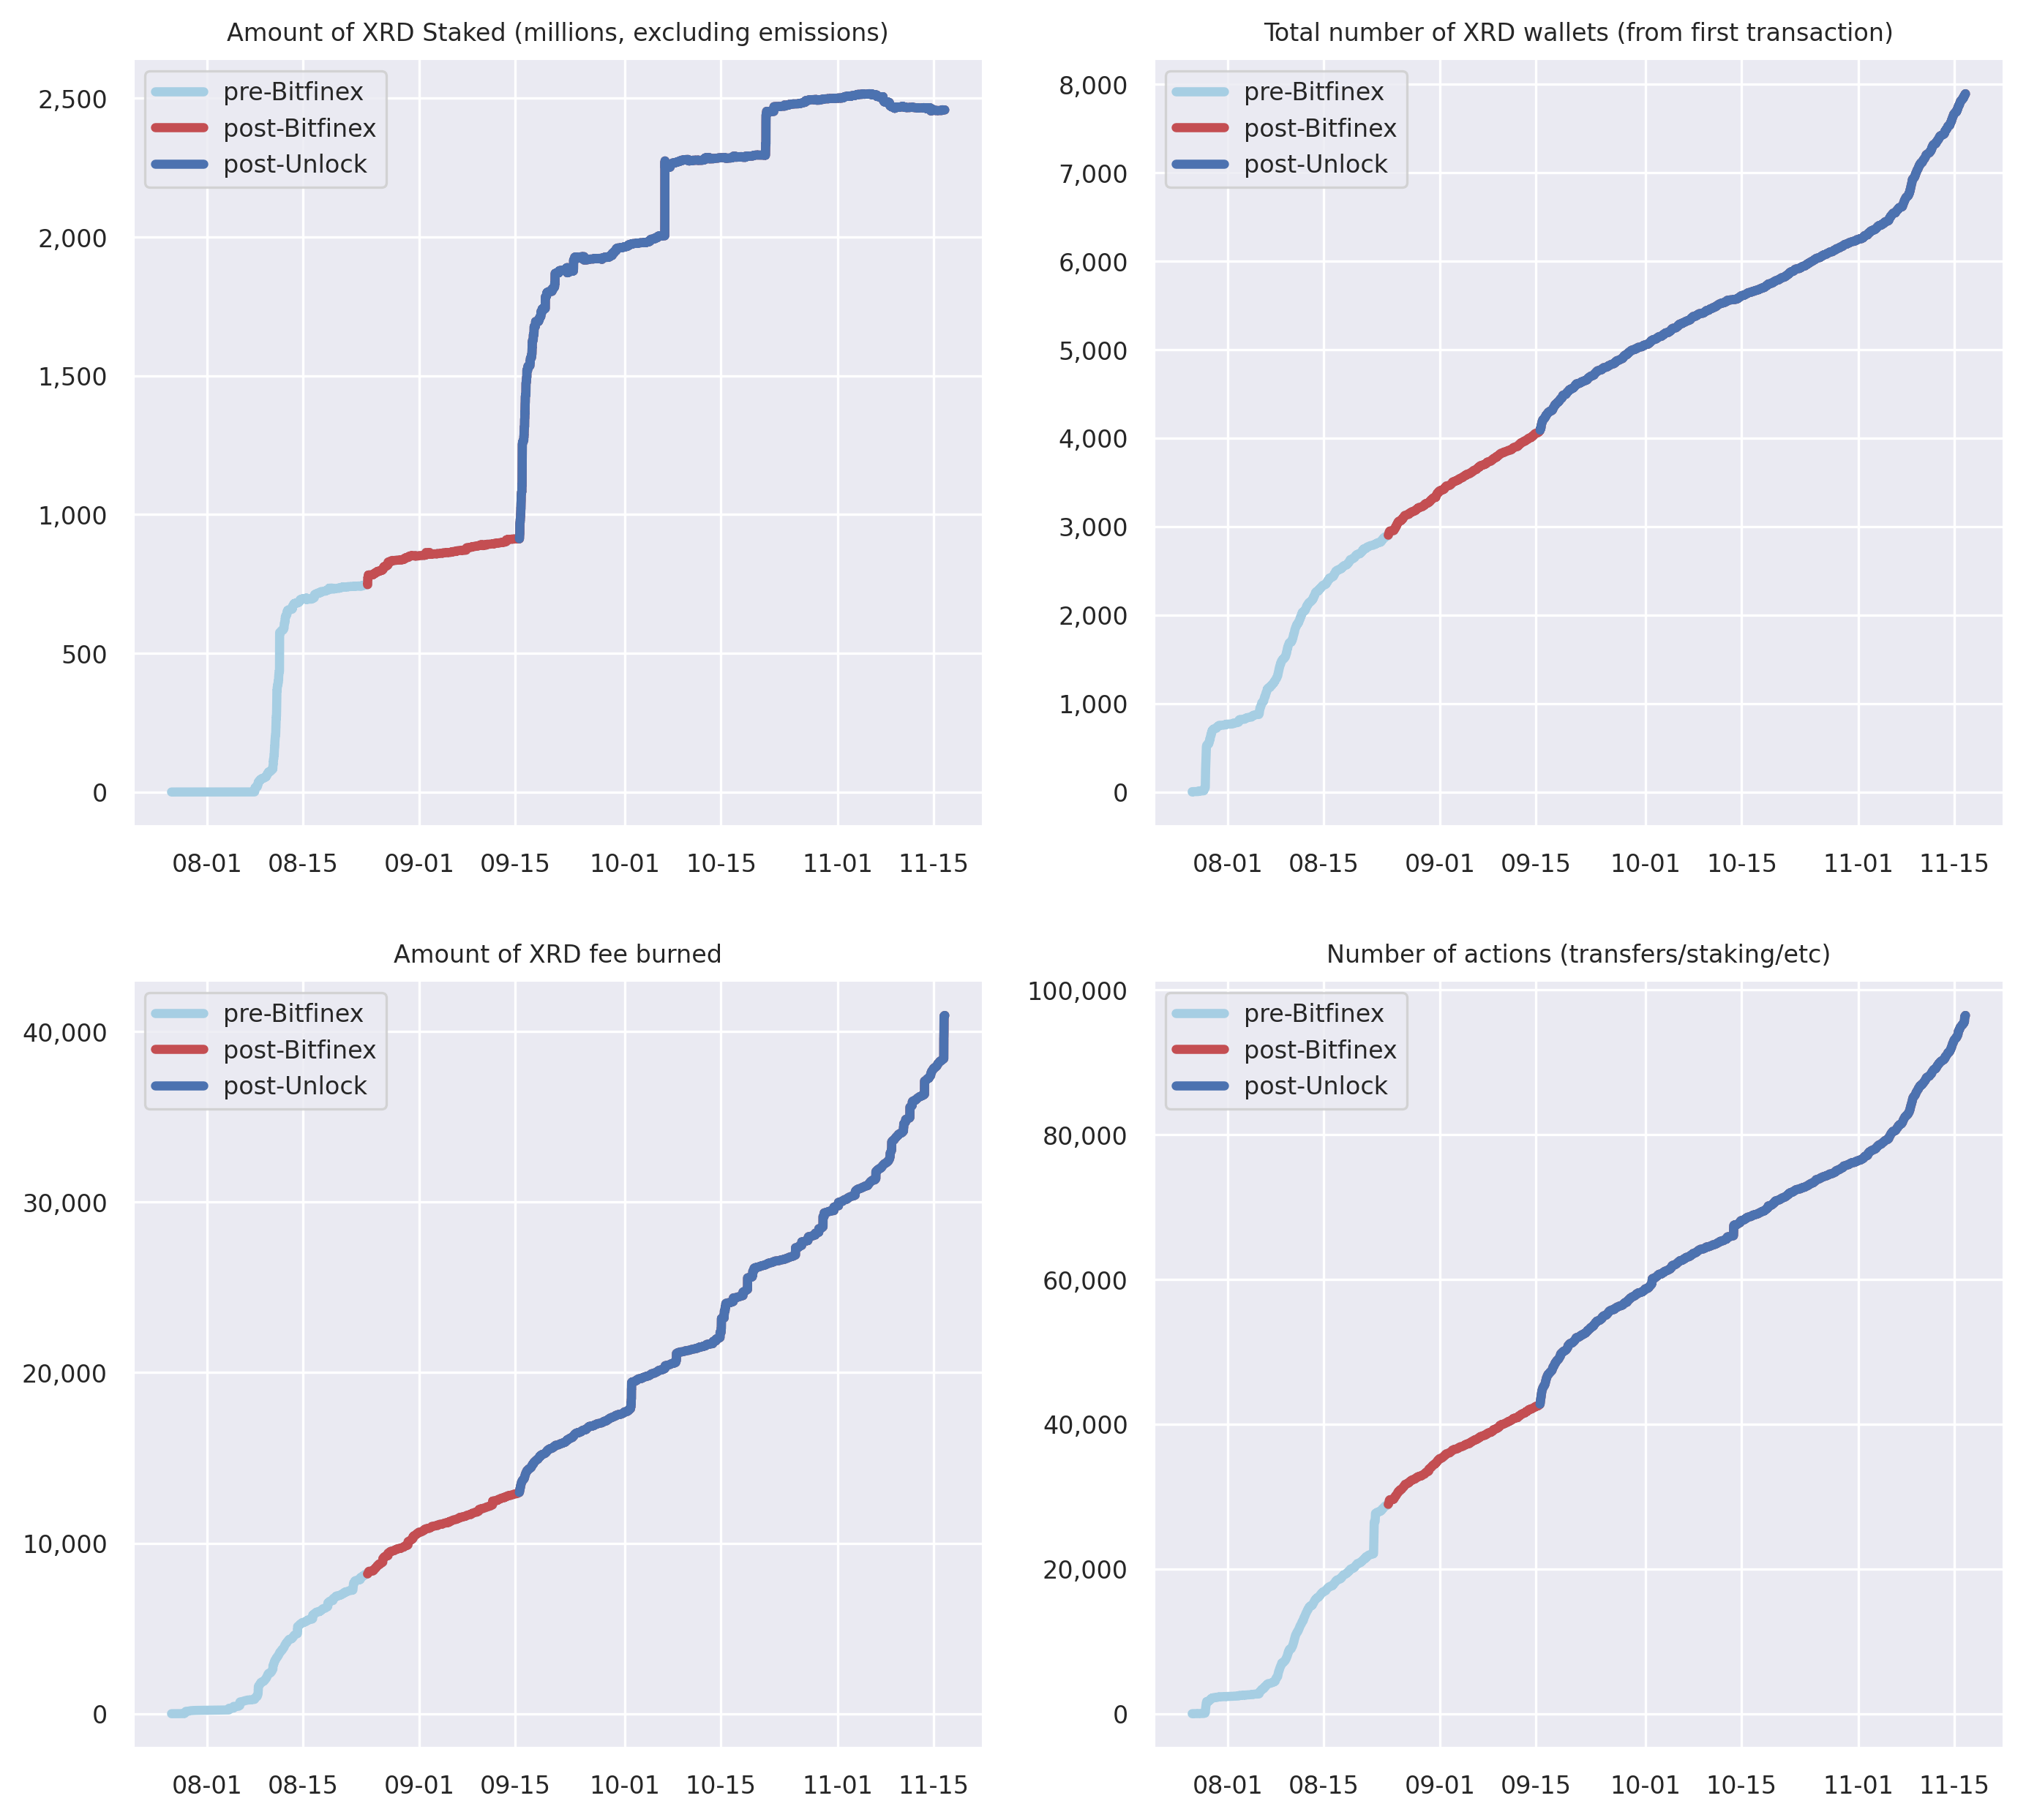 Amount of XRD Staked (millions, excluding emissions)
pre-Bitfinex
post-Bitfinex
post-Unlock
2,500
2,000
1,500
1,000
500
0
08-01 08-15 09-01 09-15 10-01 10-15 11-01 11-15
Total number of XRD wallets (from first transaction)
pre-Bitfinex
post-Bitfinex
post-Unlock
8,000
7,000
6,000
5,000
4,000
3,000
2,000
1,000
0
08-01 08-15 09-01 09-15 10-01 10-15 11-01 11-15
Amount of XRD fee burned
pre-Bitfinex
post-Bitfinex
post-Unlock
40,000
30,000
20,000
10,000
0
08-01 08-15 09-01 09-15 10-01 10-15 11-01 11-15
Number of actions (transfers/staking/etc)
pre-Bitfinex
post-Bitfinex
post-Unlock
100,000
80,000
60,000
40,000
20,000
0
08-01 08-15 09-01 09-15 10-01 10-15 11-01 11-15